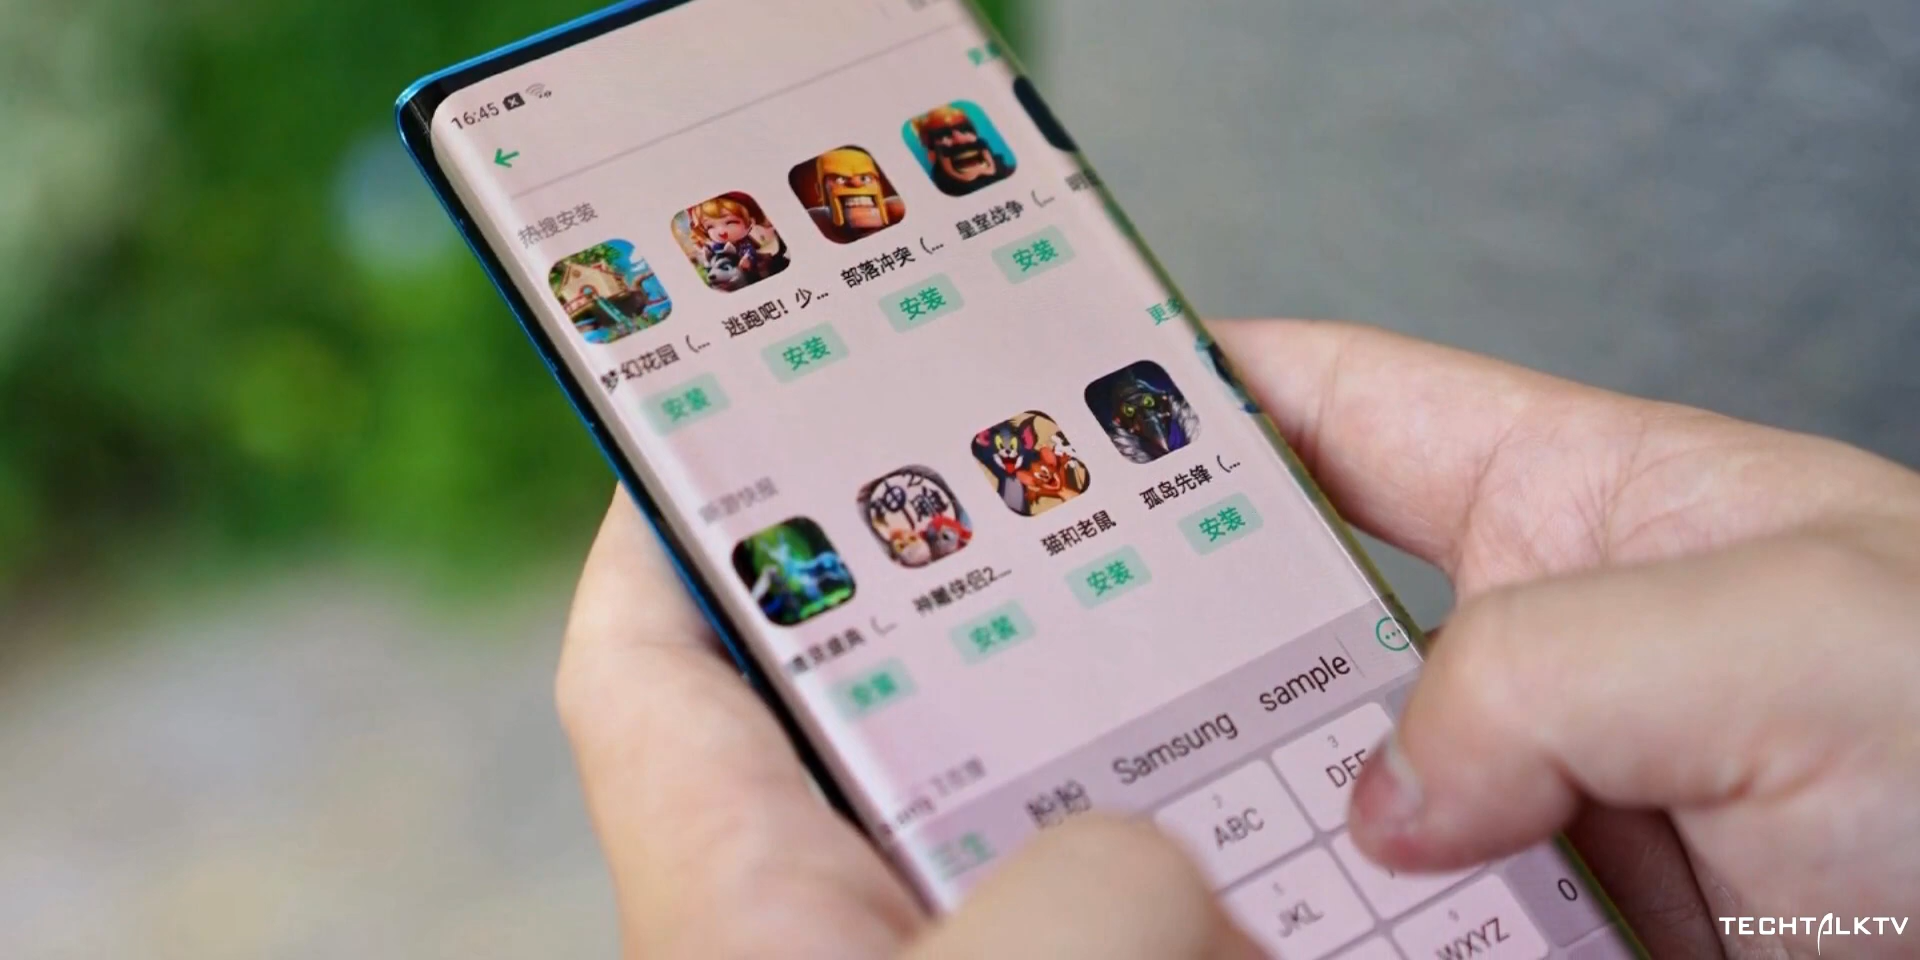 16:45
热搜安装
梦幻花园（...
逃跑吧！少...
部落冲突（...
皇室战争（...
安装
安装
安装
安装
更多
神雕
神雕侠侣2...
猫和老鼠
孤岛先锋（...
安装
安装
安装
安装
Samsung
sample
2
ABC
3
DEF
JKL
9
WXYZ
0
TECHTALKTV